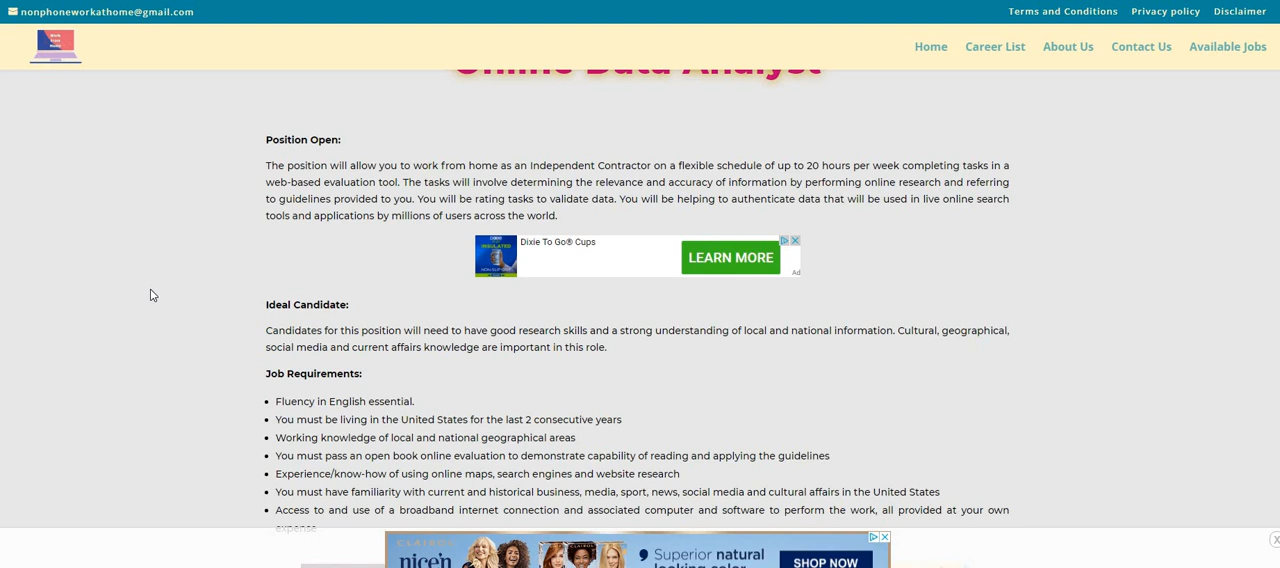 nonphoneworkathome@gmail.com
Terms and Conditions Privacy policy Disclaimer
Work From Home
Home Career List About Us Contact Us Available Jobs
Online Data Analyst
Position Open:
The position will allow you to work from home as an Independent Contractor on a flexible schedule of up to 20 hours per week completing tasks in a
web-based evaluation tool. The tasks will involve determining the relevance and accuracy of information by performing online research and referring
to guidelines provided to you. You will be rating tasks to validate data. You will be helping to authenticate data that will be used in live online search
tools and applications by millions of users across the world.
Dixie To Go® Cups
LEARN MORE
Ad
Ideal Candidate:
Candidates for this position will need to have good research skills and a strong understanding of local and national information. Cultural, geographical,
social media and current affairs knowledge are important in this role.
Job Requirements:
Fluency in English essential.
You must be living in the United States for the last 2 consecutive years
Working knowledge of local and national geographical areas
You must pass an open book online evaluation to demonstrate capability of reading and applying the guidelines
Experience/know-how of using online maps, search engines and website research
You must have familiarity with current and historical business, media, sport, news, social media and cultural affairs in the United States
Access to and use of a broadband internet connection and associated computer and software to perform the work, all provided at your own
expense
CLAIROL
nice'n
Superior natural
looking color
SHOP NOW